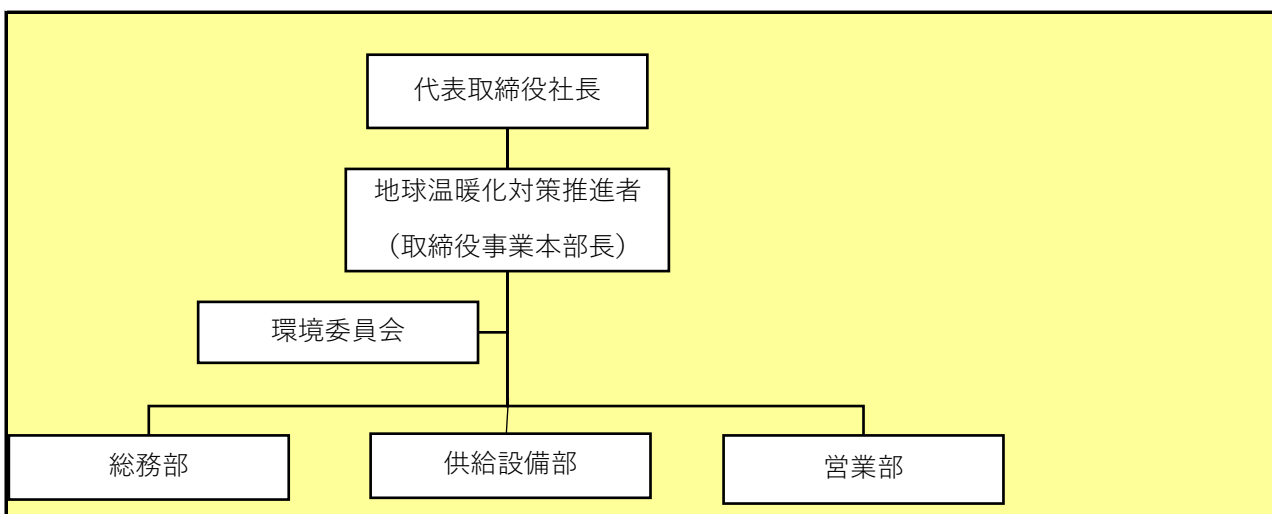 代表取締役社長
地球温暖化対策推進者
（取締役事業本部長）
環境委員会
総務部
供給設備部
営業部